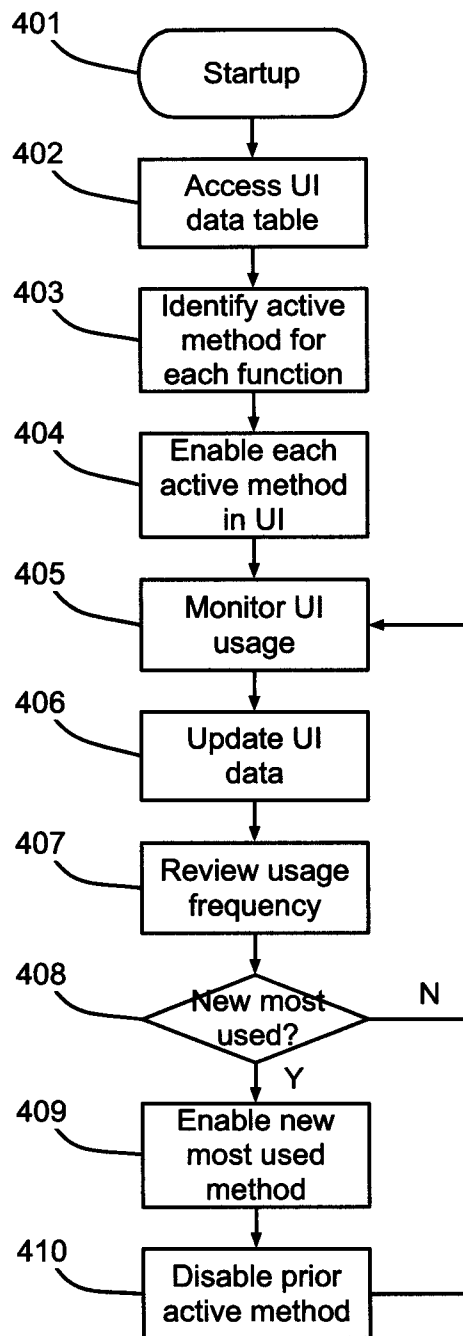 401
Startup
402
Access UI
data table
403
Identify active
method for
each function
404
Enable each
active method
in UI
405
Monitor UI
usage
406
Update UI
data
407
Review usage
frequency
408
New most
used?
N
Y
409
Enable new
most used
method
410
Disable prior
active method